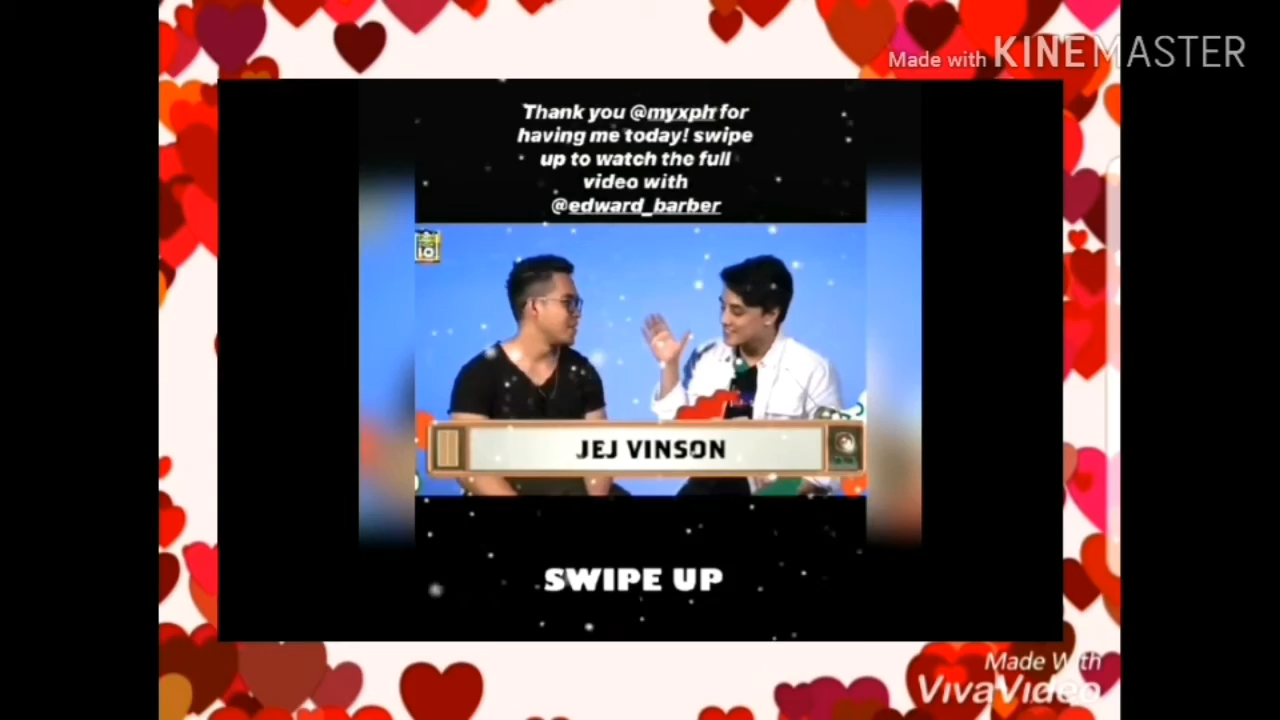 Made with KINEMASTER
Thank you @myxph for
having me today! swipe
up to watch the full
video with
@edward_barber
10
JEJ VINSON
SWIPE UP
Made With
VivaVideo